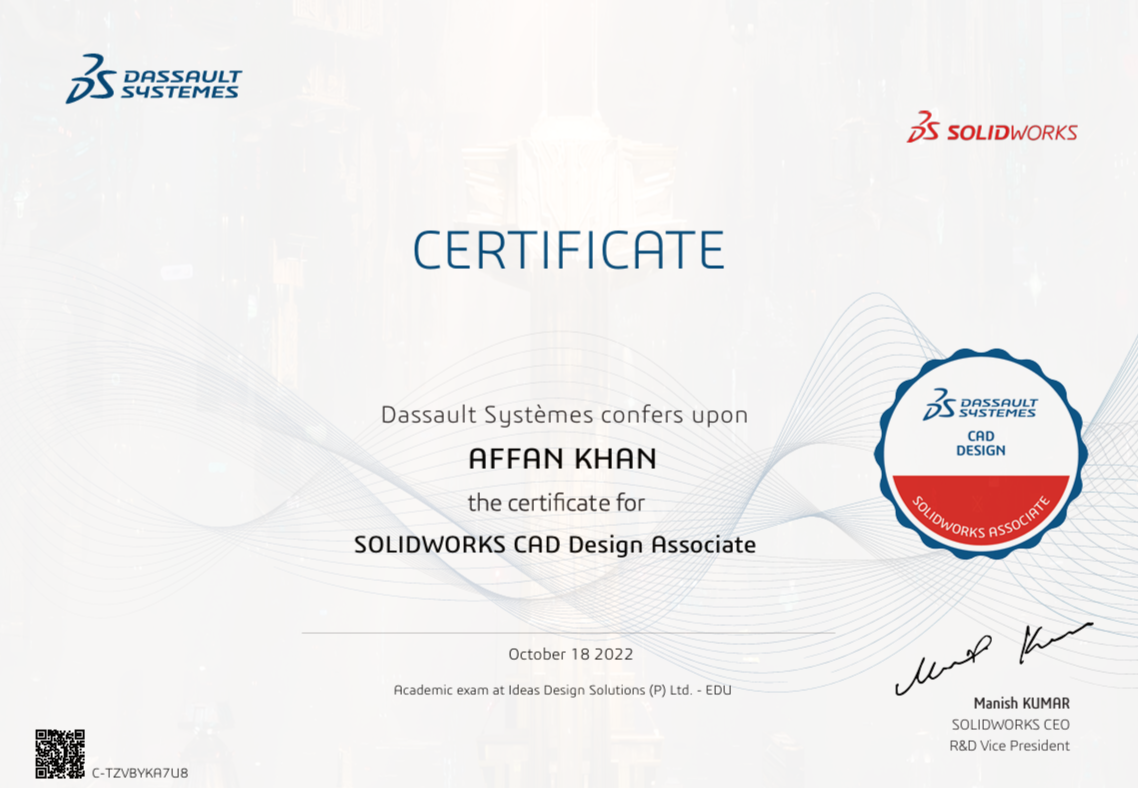 DASSAULT
SYSTEMES
SOLIDWORKS
CERTIFICATE
Dassault Systèmes confers upon
AFFAN KHAN
the certificate for
SOLIDWORKS CAD Design Associate
DASSAULT
SYSTEMES
CAD
DESIGN
SOLIDWORKS ASSOCIATE
October 18 2022
Academic exam at Ideas Design Solutions (P) Ltd. - EDU
Manish KUMAR
SOLIDWORKS CEO
R&D Vice President
C-TZVBYKA7U8